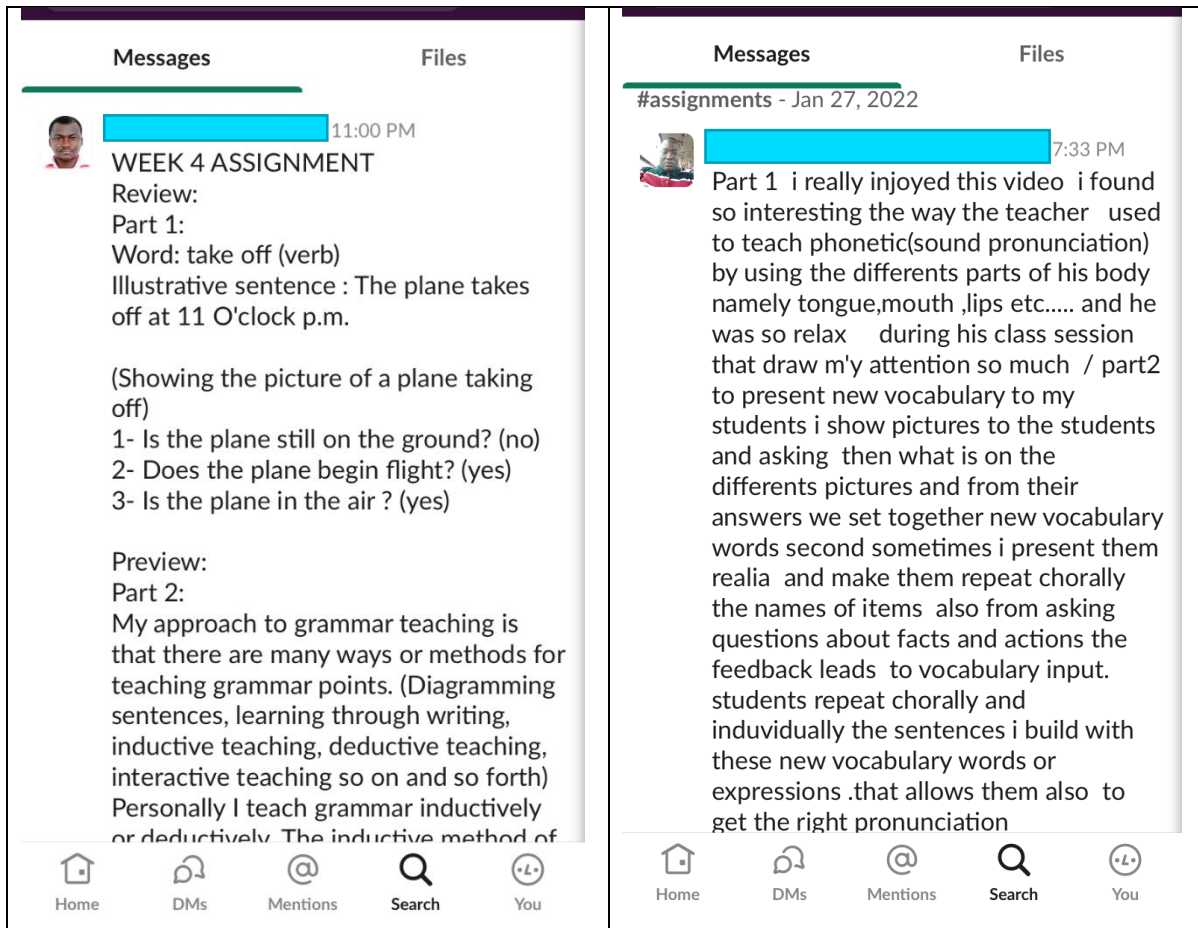 Messages
Files
11:00 PM
WEEK 4 ASSIGNMENT
Review:
Part 1:
Word: take off (verb)
Illustrative sentence : The plane takes
off at 11 O'clock p.m.
(Showing the picture of a plane taking
off)
1- Is the plane still on the ground? (no)
2- Does the plane begin flight? (yes)
3- Is the plane in the air ? (yes)
Preview:
Part 2:
My approach to grammar teaching is
that there are many ways or methods for
teaching grammar points. (Diagramming
sentences, learning through writing,
inductive teaching, deductive teaching,
interactive teaching so on and so forth)
Personally I teach grammar inductively
or deductively. The inductive method of
Home
DMs
Mentions
Search
You
Messages
Files
#assignments - Jan 27, 2022
7:33 PM
Part 1 i really injoyed this video i found
so interesting the way the teacher used
to teach phonetic(sound pronunciation)
by using the differents parts of his body
namely tongue,mouth ,lips etc..... and he
was so relax during his class session
that draw m'y attention so much / part2
to present new vocabulary to my
students i show pictures to the students
and asking then what is on the
differents pictures and from their
answers we set together new vocabulary
words second sometimes i present them
realia and make them repeat chorally
the names of items also from asking
questions about facts and actions the
feedback leads to vocabulary input.
students repeat chorally and
induvidually the sentences i build with
these new vocabulary words or
expressions .that allows them also to
get the right pronunciation
Home
DMs
Mentions
Search
You